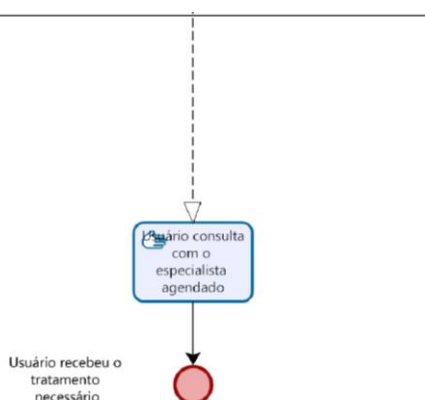 Usuário consulta
com o
especialista
agendado
Usuário recebeu o
tratamento
necessário